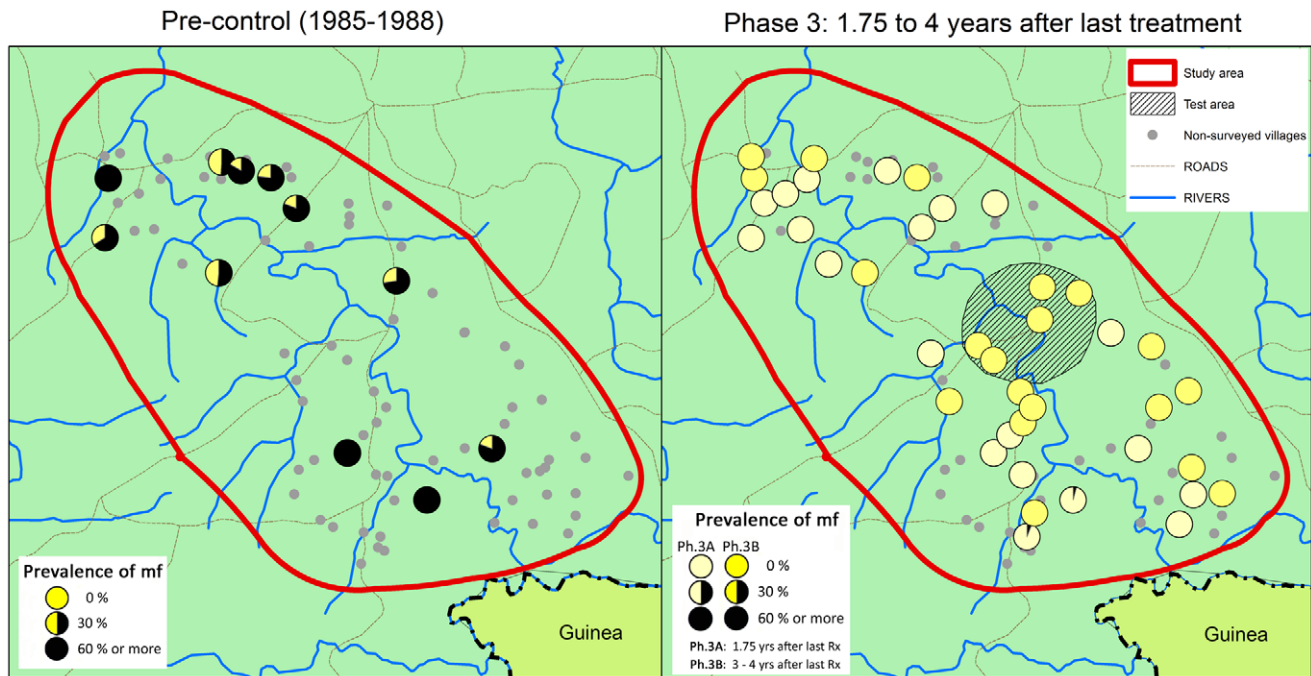 Pre-control (1985-1988)
Phase 3: 1.75 to 4 years after last treatment
Study area
Test area
Non-surveyed villages
ROADS
RIVERS
Prevalence of mf
0 %
30 %
60 % or more
Guinea
Prevalence of mf
Ph.3A Ph.3B
0 %
30 %
60 % or more
Ph.3A: 1.75 yrs after last Rx
Ph.3B: 3 - 4 yrs after last Rx
Guinea